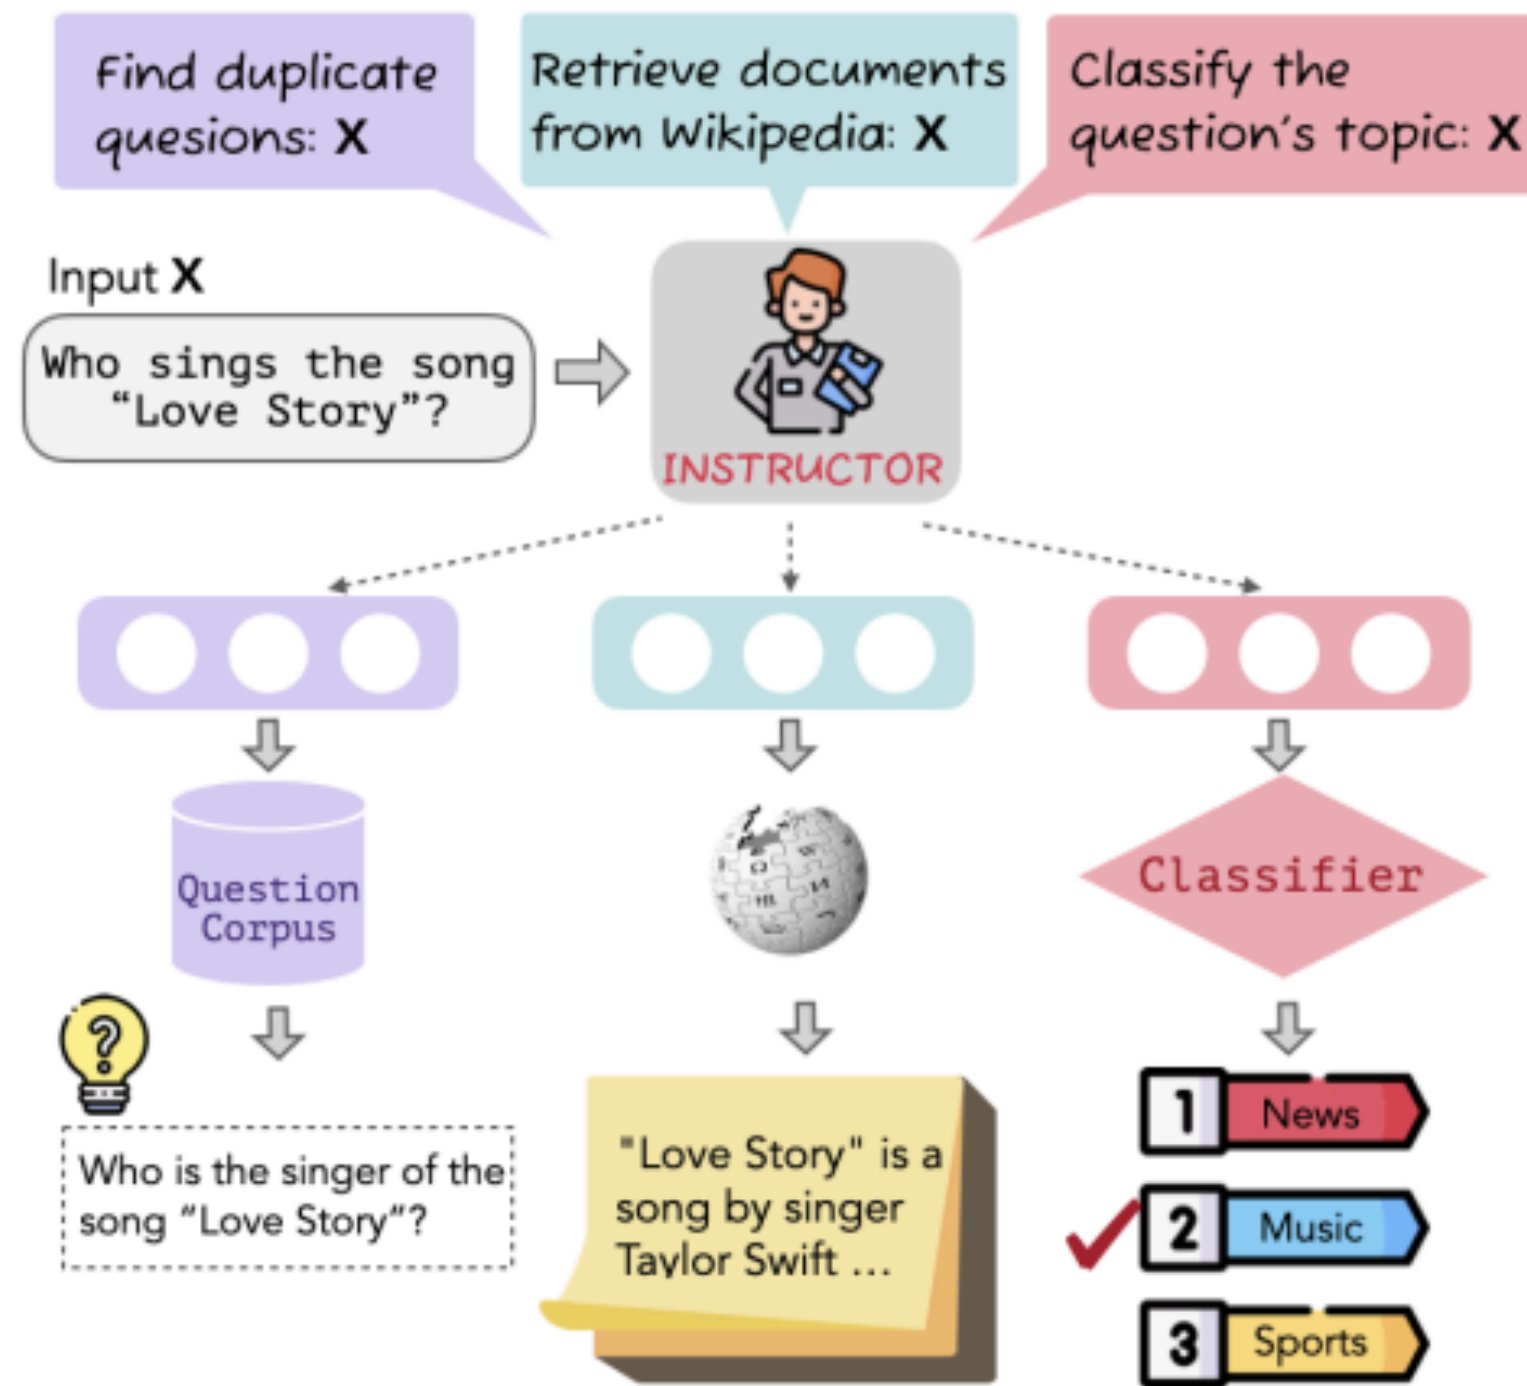 Find duplicate
quesions: X
Retrieve documents
from Wikipedia: X
Classify the
question's topic: X
Input X
Who sings the song
“Love Story”?
INSTRUCTOR
Question
Corpus
Classifier
?
Who is the singer of the
song “Love Story”?
"Love Story" is a
song by singer
Taylor Swift ...
1 News
2 Music
3 Sports